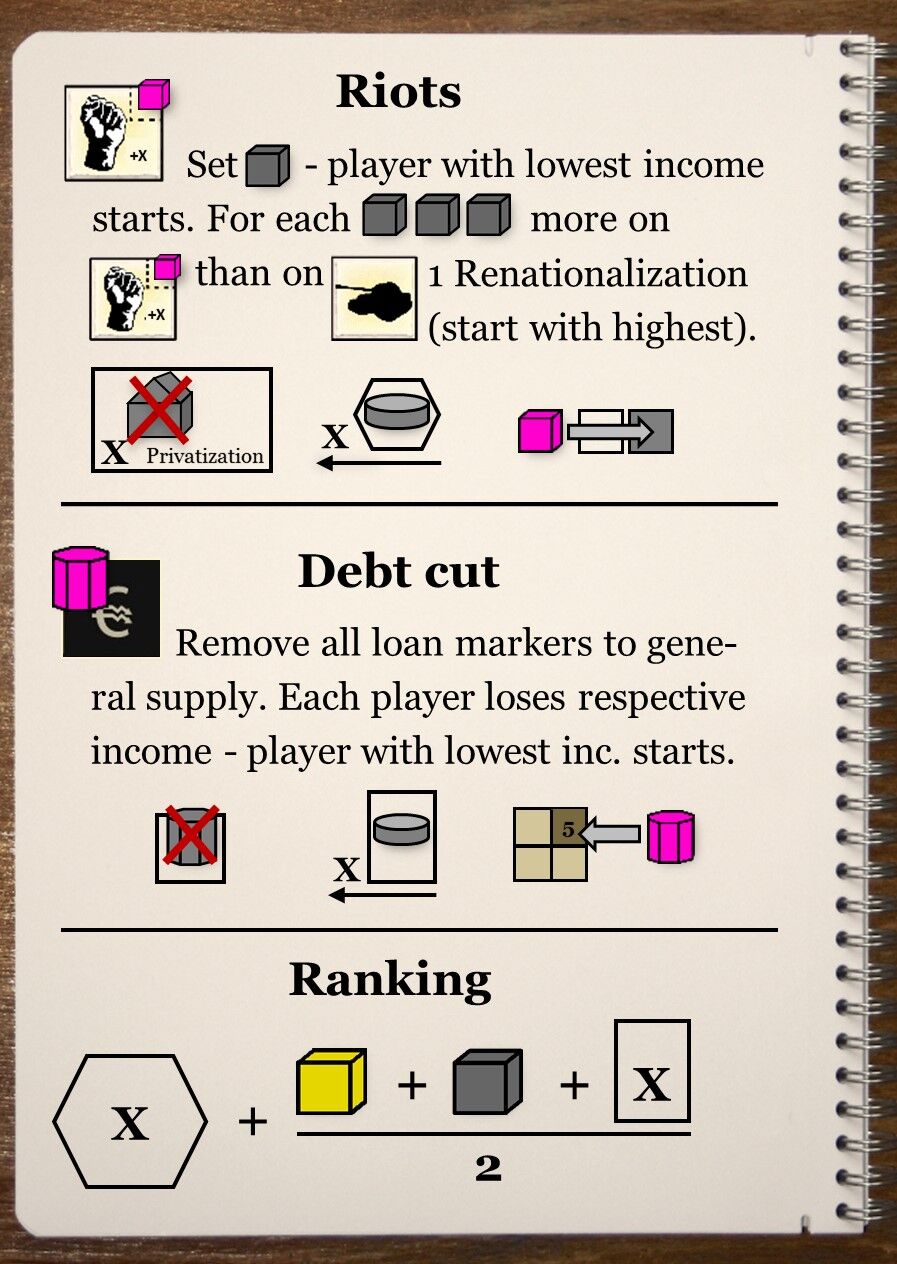 Riots
+X
Set - player with lowest income
starts. For each more on
+X than on 1 Renationalization
(start with highest).
X Privatization
X
Debt cut
€
Remove all loan markers to gene-
ral supply. Each player loses respective
income - player with lowest inc. starts.
X
5
Ranking
X + + + X
2